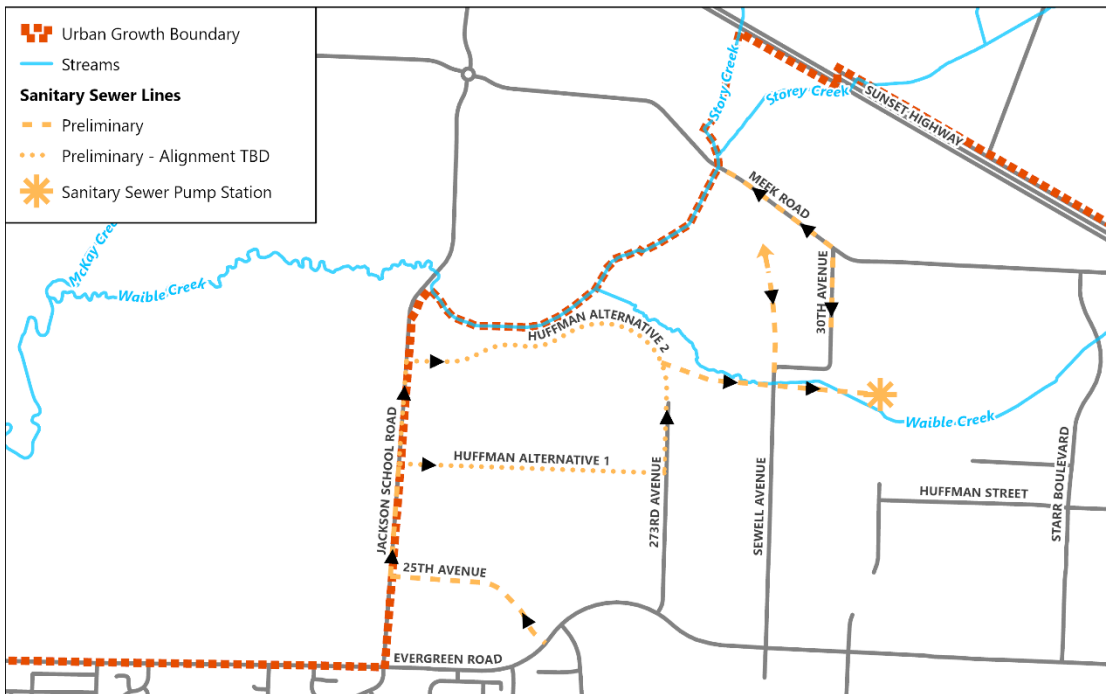 Urban Growth Boundary
Streams
Sanitary Sewer Lines
Preliminary
Preliminary - Alignment TBD
Sanitary Sewer Pump Station
Story Creek
Storey Creek
SUNSET HIGHWAY
MEEK ROAD
McKay Creek
Waible Creek
30TH AVENUE
HUFFMAN ALTERNATIVE 2
Waible Creek
JACKSON SCHOOL ROAD
HUFFMAN ALTERNATIVE 1
273RD AVENUE
SEWELL AVENUE
HUFFMAN STREET
STARR BOULEVARD
25TH AVENUE
EVERGREEN ROAD